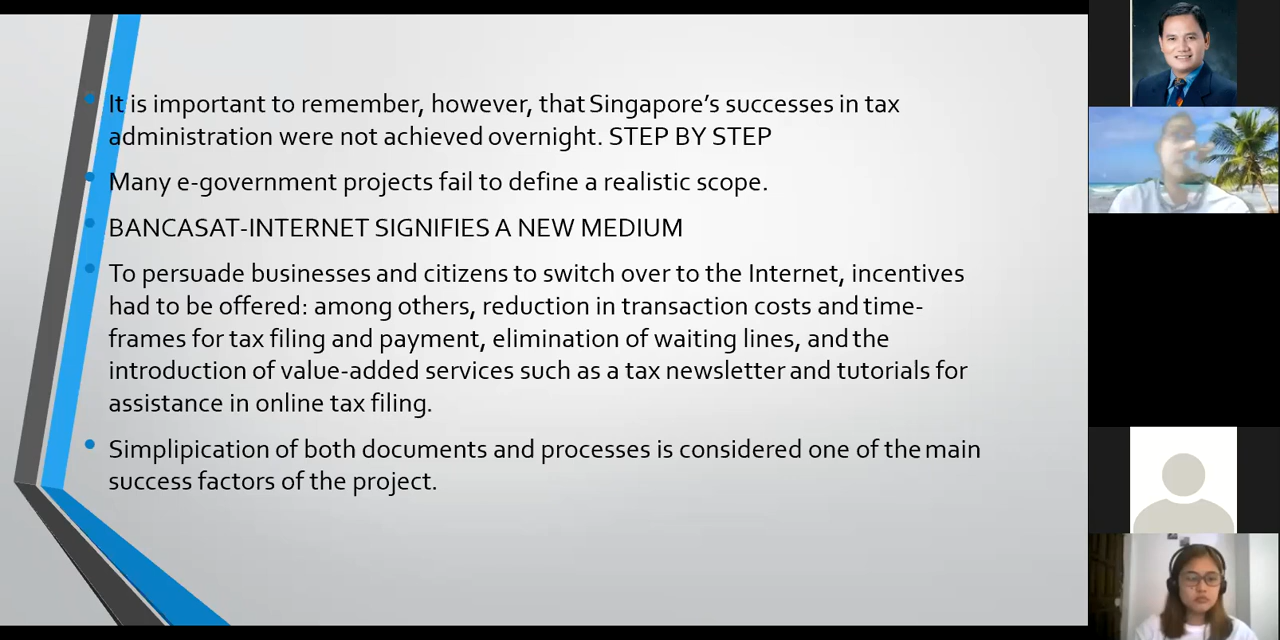 It is important to remember, however, that Singapore's successes in tax
administration were not achieved overnight. STEP BY STEP
Many e-government projects fail to define a realistic scope.
BANCASAT-INTERNET SIGNIFIES A NEW MEDIUM
To persuade businesses and citizens to switch over to the Internet, incentives
had to be offered: among others, reduction in transaction costs and time-
frames for tax filing and payment, elimination of waiting lines, and the
introduction of value-added services such as a tax newsletter and tutorials for
assistance in online tax filing.
Simplipication of both documents and processes is considered one of the main
success factors of the project.